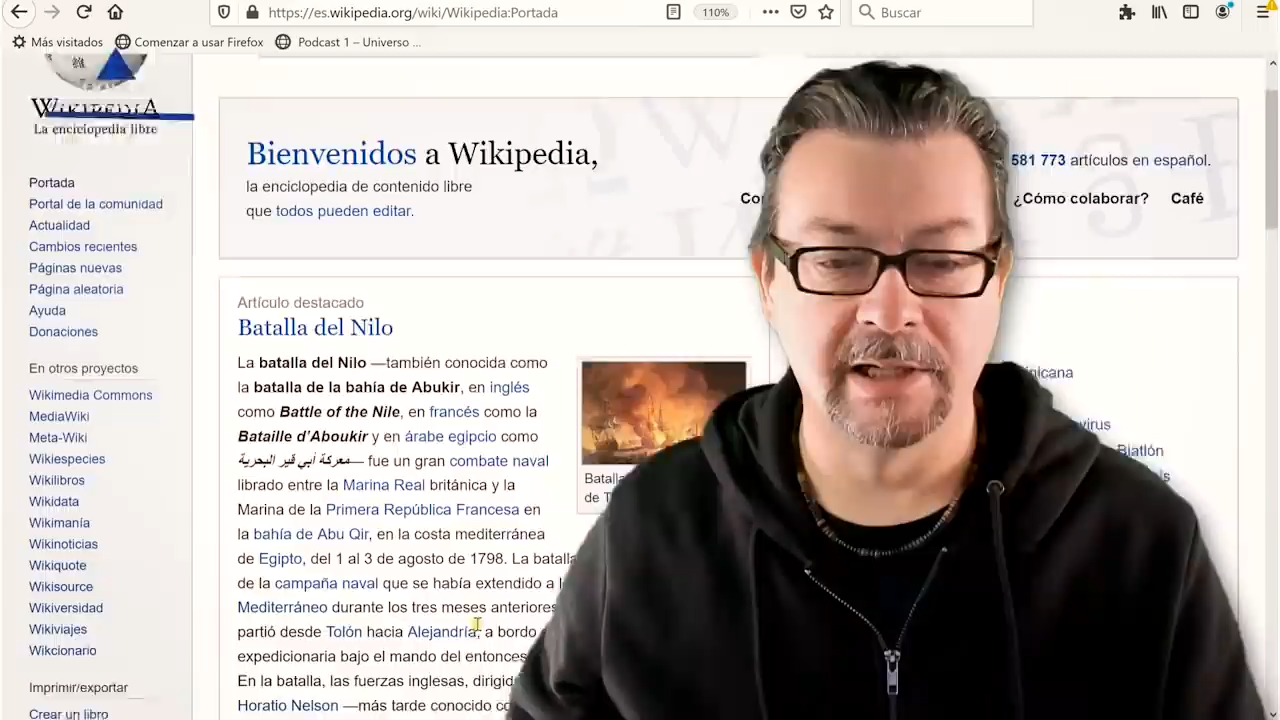 https://es.wikipedia.org/wiki/Wikipedia:Portada
110%
Buscar
Más visitados
Comenzar a usar Firefox
Podcast 1 – Universo ...
WIKIPEDIA
La enciclopedia libre
Portada
Portal de la comunidad
Actualidad
Cambios recientes
Páginas nuevas
Página aleatoria
Ayuda
Donaciones
En otros proyectos
Wikimedia Commons
MediaWiki
Meta-Wiki
Wikiespecies
Wikilibros
Wikidata
Wikimanía
Wikinoticias
Wikiquote
Wikisource
Wikiversidad
Wikiviajes
Wikcionario
Imprimir/exportar
Crear un libro
Bienvenidos a Wikipedia,
la enciclopedia de contenido libre
que todos pueden editar.
581 773 artículos en español.
¿Cómo colaborar? Café
Artículo destacado
Batalla del Nilo
La batalla del Nilo —también conocida como
la batalla de la bahía de Abukir, en inglés
como Battle of the Nile, en francés como la
Bataille d'Aboukir y en árabe egipcio como
معركة أبي قير البحرية— fue un gran combate naval
librado entre la Marina Real británica y la
Marina de la Primera República Francesa en
la bahía de Abu Qir, en la costa mediterránea
de Egipto, del 1 al 3 de agosto de 1798. La batalla
de la campaña naval que se había extendido a
Mediterráneo durante los tres meses anteriores
partió desde Tolón hacia Alejandría, a bordo
expedicionaria bajo el mando del entonces
En la batalla, las fuerzas inglesas,
Horatio Nelson —más tarde conocido
de
Biatlón